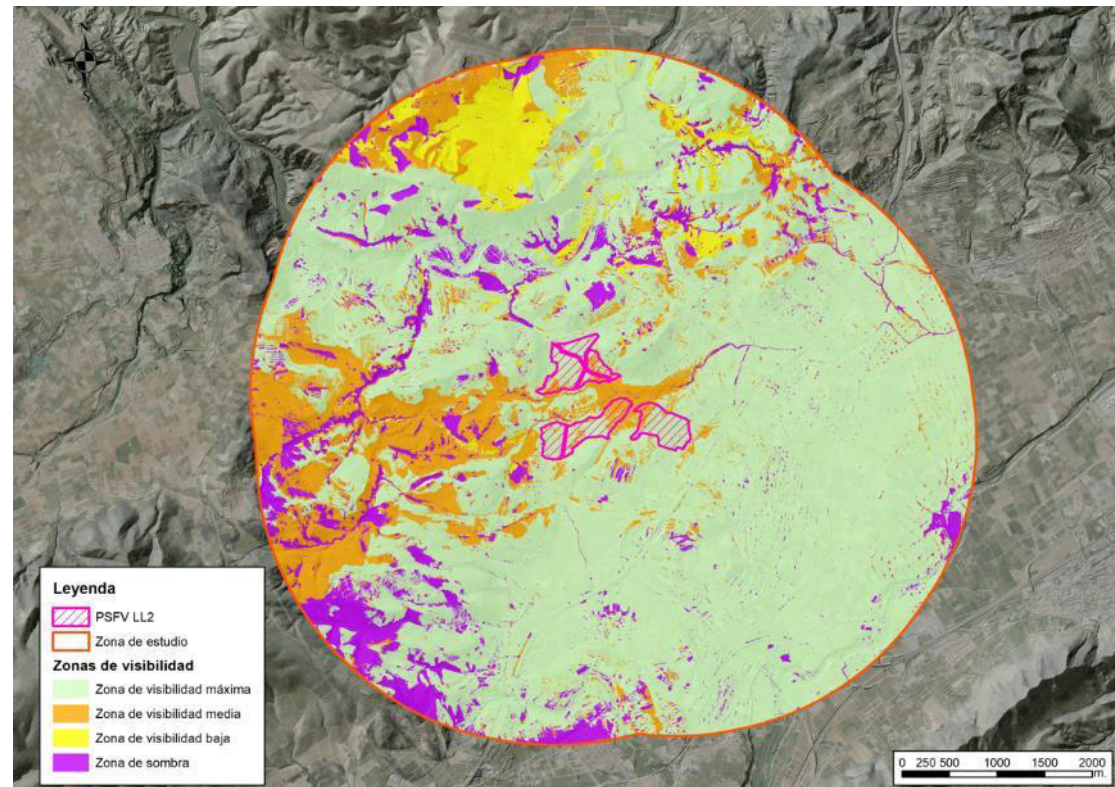 Leyenda
PSFV LL2
Zona de estudio
Zonas de visibilidad
Zona de visibilidad máxima
Zona de visibilidad media
Zona de visibilidad baja
Zona de sombra
0 250 500 1000 1500 2000
m.